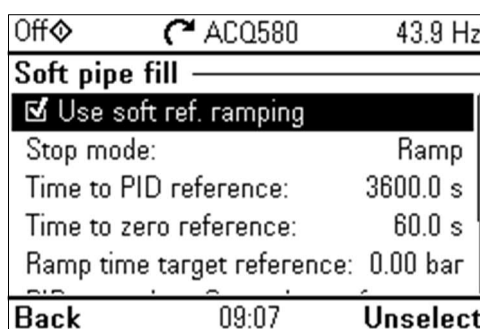 Off ACQ580 43.9 Hz
Soft pipe fill
Use soft ref. ramping
Stop mode: Ramp
Time to PID reference: 3600.0 s
Time to zero reference: 60.0 s
Ramp time target reference: 0.00 bar
Back 09:07 Unselect